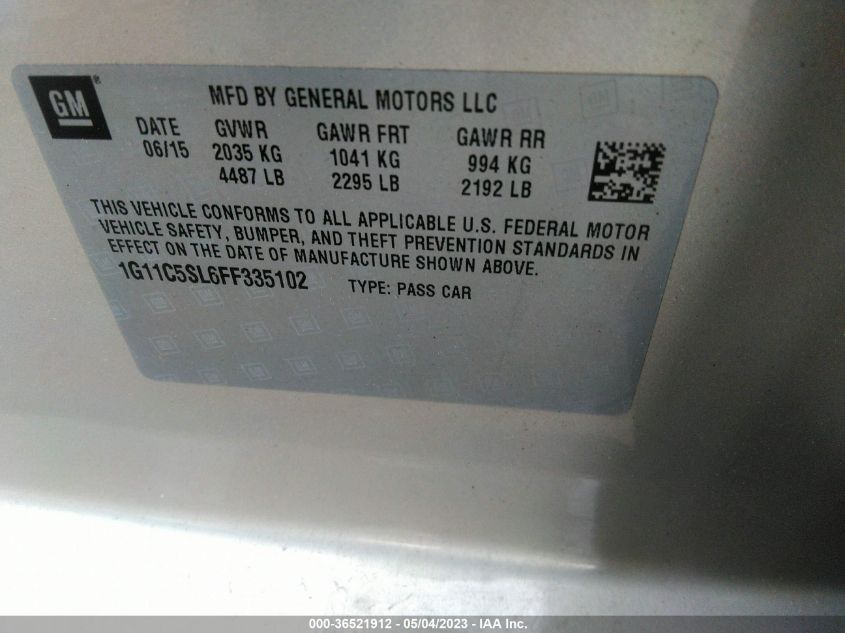 GM®
MFD BY GENERAL MOTORS LLC
DATE GVWR GAWR FRT GAWR RR
06/15 2035 KG 1041 KG 994 KG
4487 LB 2295 LB 2192 LB
THIS VEHICLE CONFORMS TO ALL APPLICABLE U.S. FEDERAL MOTOR
VEHICLE SAFETY, BUMPER, AND THEFT PREVENTION STANDARDS IN
EFFECT ON THE DATE OF MANUFACTURE SHOWN ABOVE.
1G11C5SL6FF335102 TYPE: PASS CAR
000-36521912 - 05/04/2023 - IAA Inc.